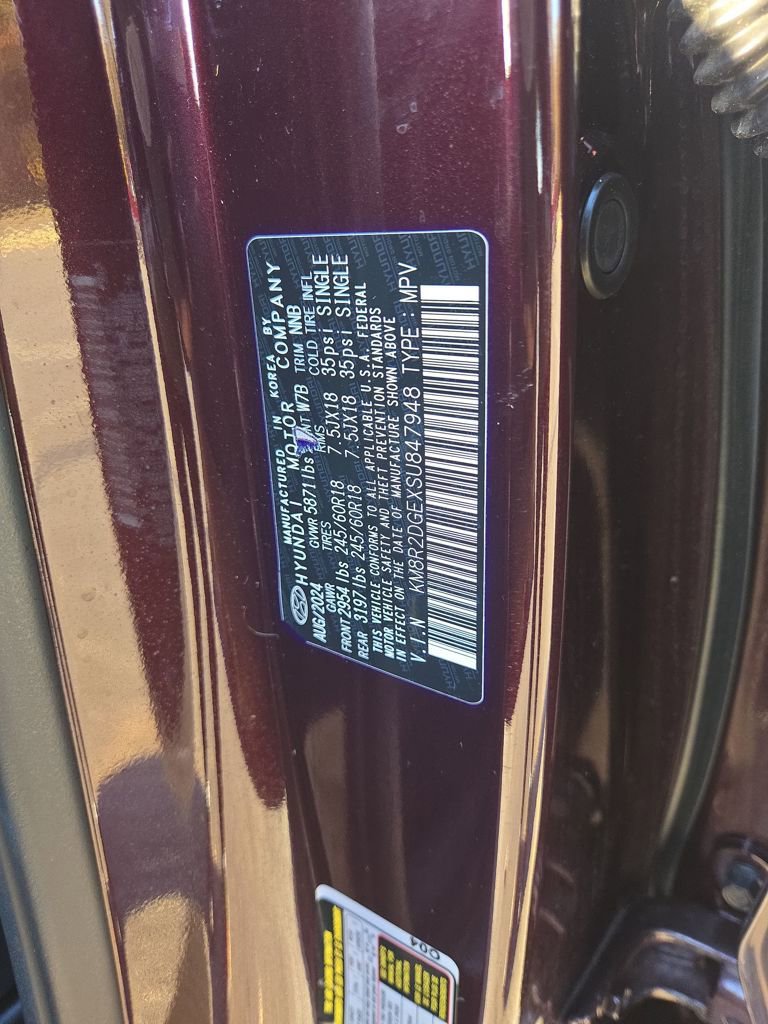 MANUFACTURED IN KOREA BY
HYUNDAI MOTOR COMPANY
AUG/2024 GVWR 5871 lbs W7B TRIM NNB
GAWR TIRES RIMS COLD TIRE INFL
FRONT 2954 lbs 245/60R18 7.5JX18 35psi SINGLE
REAR 3197 lbs 245/60R18 7.5JX18 35psi SINGLE
THIS VEHICLE CONFORMS TO ALL APPLICABLE U.S.A. FEDERAL
MOTOR VEHICLE SAFETY AND THEFT PREVENTION STANDARDS
IN EFFECT ON THE DATE OF MANUFACTURE SHOWN ABOVE
V.I.N KM8R2DGEXSU847948 TYPE : MPV
004